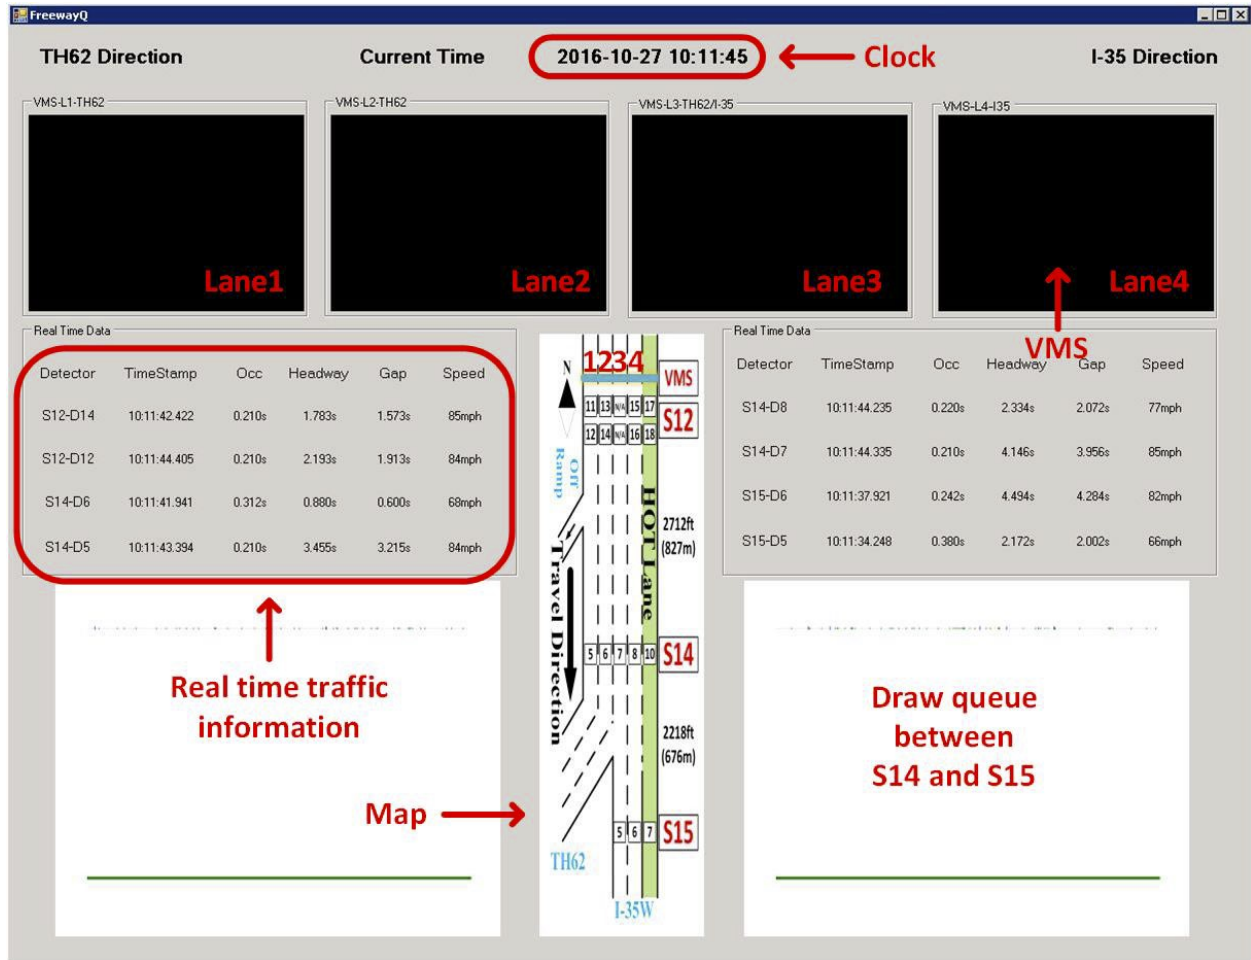 FreewayQ
TH62 Direction
Current Time
2016-10-27 10:11:45
Clock
I-35 Direction
VMS-L1-TH62
VMS-L2-TH62
VMS-L3-TH62/I-35
VMS-L4-I35
Lane1
Lane2
Lane3
Lane4
VMS
Real Time Data
Detector TimeStamp Occ Headway Gap Speed
S12-D14 10:11:42.422 0.210s 1.783s 1.573s 85mph
S12-D12 10:11:44.405 0.210s 2.193s 1.913s 84mph
S14-D6 10:11:41.941 0.312s 0.880s 0.600s 68mph
S14-D5 10:11:43.394 0.210s 3.455s 3.215s 84mph
Real time traffic
information
Map
N
1234
VMS
11 13 N/A 15 17
S12
12 14 N/A 16 18
Off
Ramp
HOT Lane
2712ft
(827m)
Travel Direction
5 6 7 8 10
S14
2218ft
(676m)
5 6 7
S15
TH62
I-35W
Real Time Data
Detector TimeStamp Occ Headway Gap Speed
S14-D8 10:11:44.235 0.220s 2.334s 2.072s 77mph
S14-D7 10:11:44.335 0.210s 4.146s 3.956s 85mph
S15-D6 10:11:37.921 0.242s 4.494s 4.284s 82mph
S15-D5 10:11:34.248 0.380s 2.172s 2.002s 66mph
Draw queue
between
S14 and S15